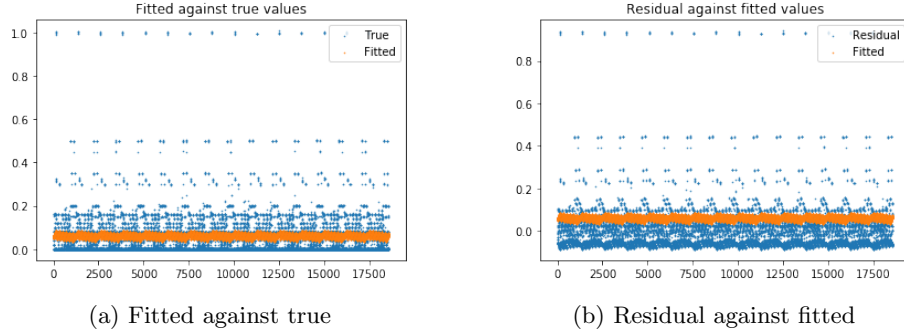 Fitted against true values
True
Fitted
1.0
0.8
0.6
0.4
0.2
0.0
0 2500 5000 7500 10000 12500 15000 17500
(a) Fitted against true
Residual against fitted values
Residual
Fitted
0.8
0.6
0.4
0.2
0.0
0 2500 5000 7500 10000 12500 15000 17500
(b) Residual against fitted